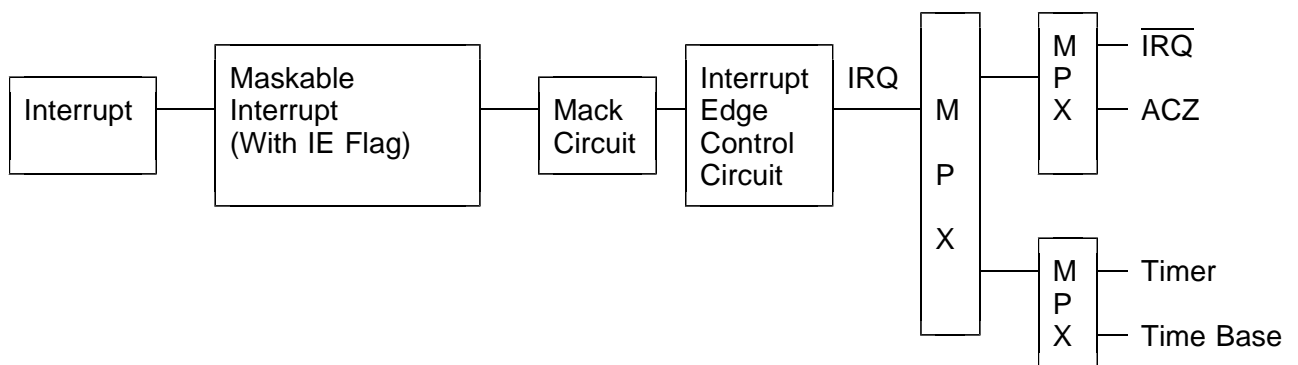 Interrupt
Maskable
Interrupt
(With IE Flag)
Mack
Circuit
Interrupt
Edge
Control
Circuit
IRQ
M
P
X
M
P
X
IRQ
ACZ
M
P
X
Timer
Time Base